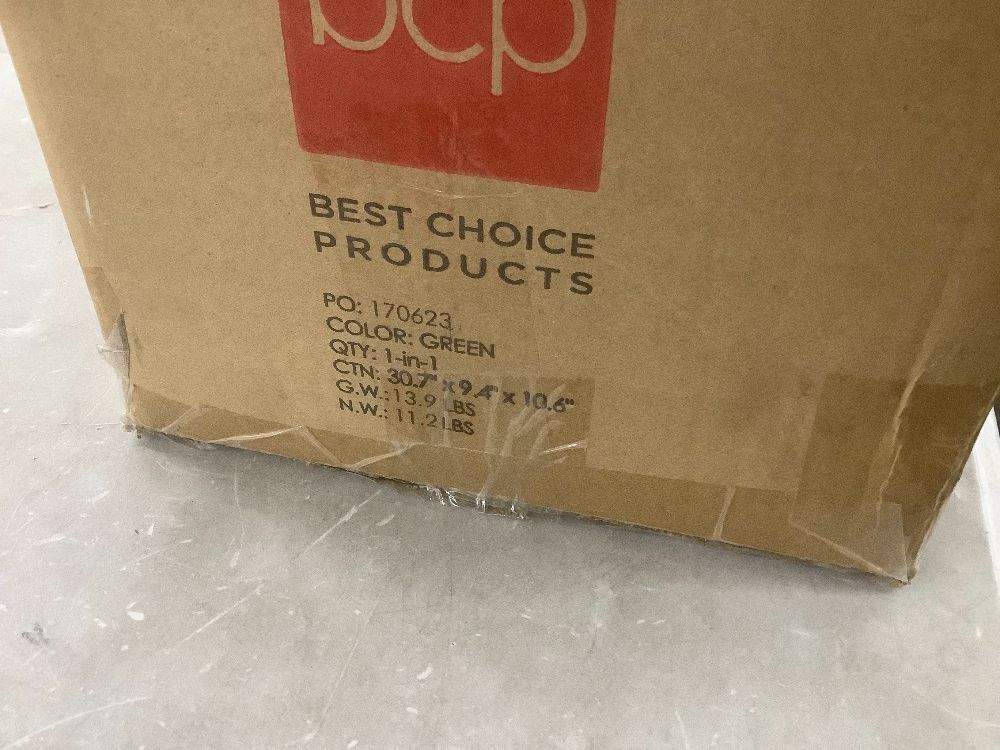 bcp
BEST CHOICE
PRODUCTS
PO: 170623
COLOR: GREEN
QTY: 1-in-1
CTN: 30.7" x 9.4" x 10.6"
G.W.:13.9 LBS
N.W.: 11.2 LBS